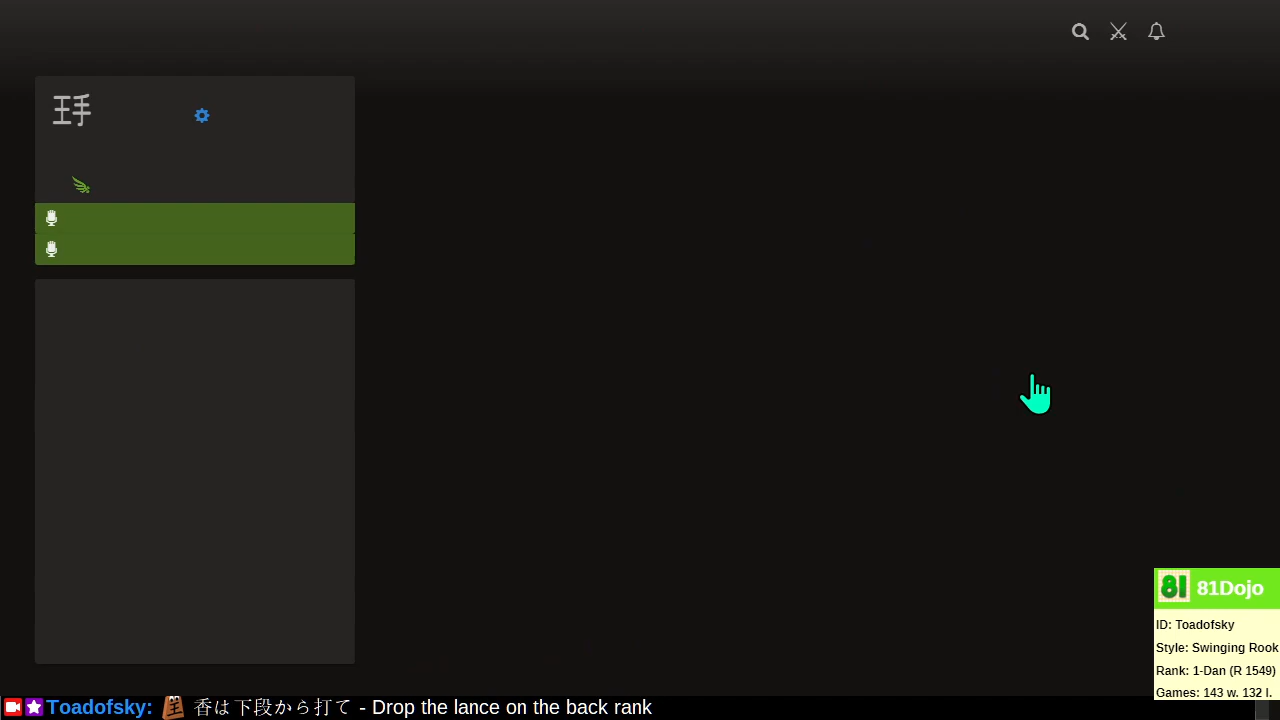 王手
81 81Dojo
ID: Toadofsky
Style: Swinging Rook
Rank: 1-Dan (R 1549)
Games: 143 w. 132 l.
Toadofsky: 香は下段から打て - Drop the lance on the back rank